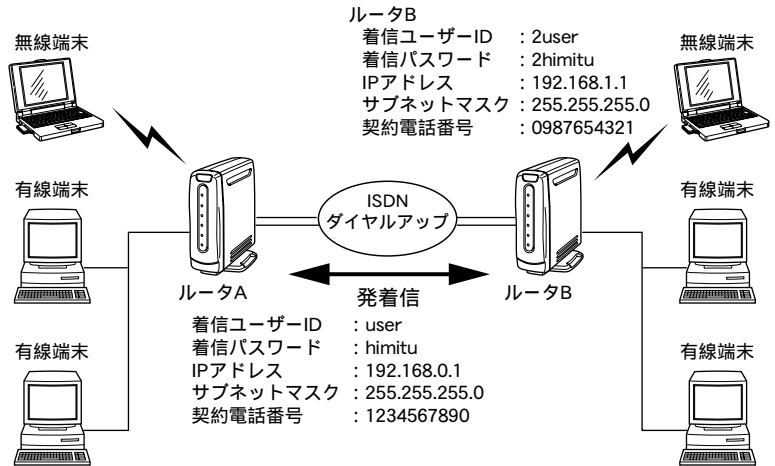 ルータB
着信ユーザーID : 2user
着信パスワード : 2himitu
IPアドレス : 192.168.1.1
サブネットマスク : 255.255.255.0
契約電話番号 : 0987654321
無線端末
無線端末
有線端末
有線端末
ISDN
ダイヤルアップ
ルータA
発着信
ルータB
着信ユーザーID : user
着信パスワード : himitu
IPアドレス : 192.168.0.1
サブネットマスク : 255.255.255.0
契約電話番号 : 1234567890
有線端末
有線端末